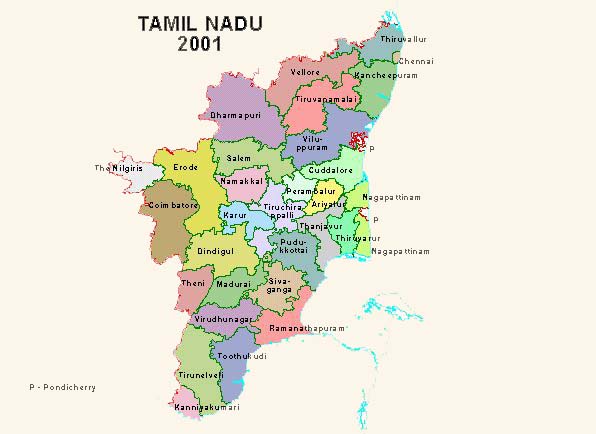 TAMIL NADU
2001
Thiruvallur
Chennai
Vellore
Kancheepuram
Tiruvanamalai
Dharmapuri
Vilu-
ppuram
P
Salem
The Nilgiris
Erode
Cuddalore
Namakkal
Perambalur
Nagapattinam
Coimbatore
Tiruchira
ppalli
Ariyalur
Karur
P
Thanjavur
Thiruvarur
Pudu-
kkottai
Nagapattinam
Dindigul
Theni
Madurai
Siva-
ganga
Virudhunagar
Ramanathapuram
Toothukudi
Tirunelveli
P - Pondicherry
Kanniyakumari